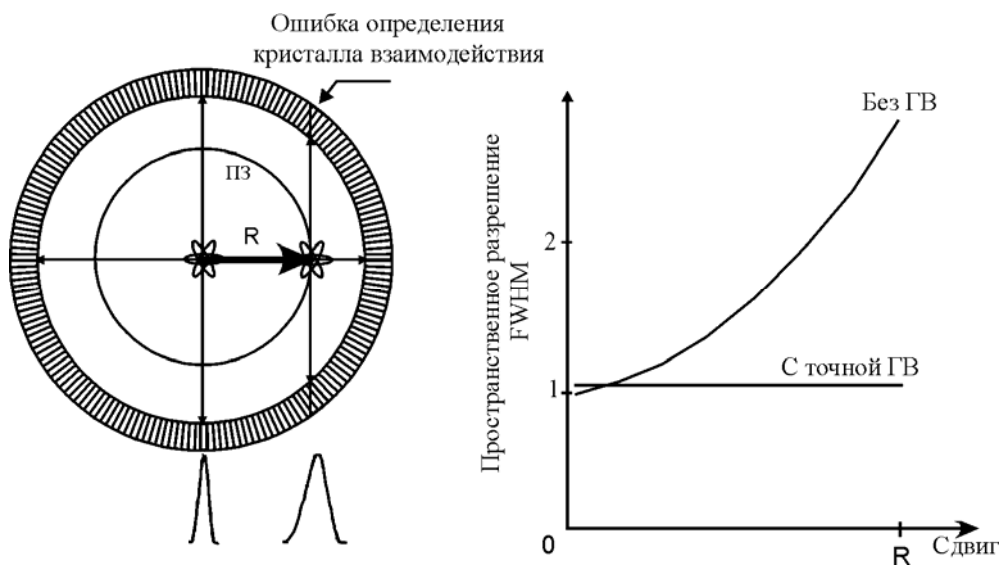 Ошибка определения
кристалла взаимодействия
ПЗ
R
Пространственное разрешение
FWHM
Без ГВ
2
С точной ГВ
1
0
R
Сдвиг